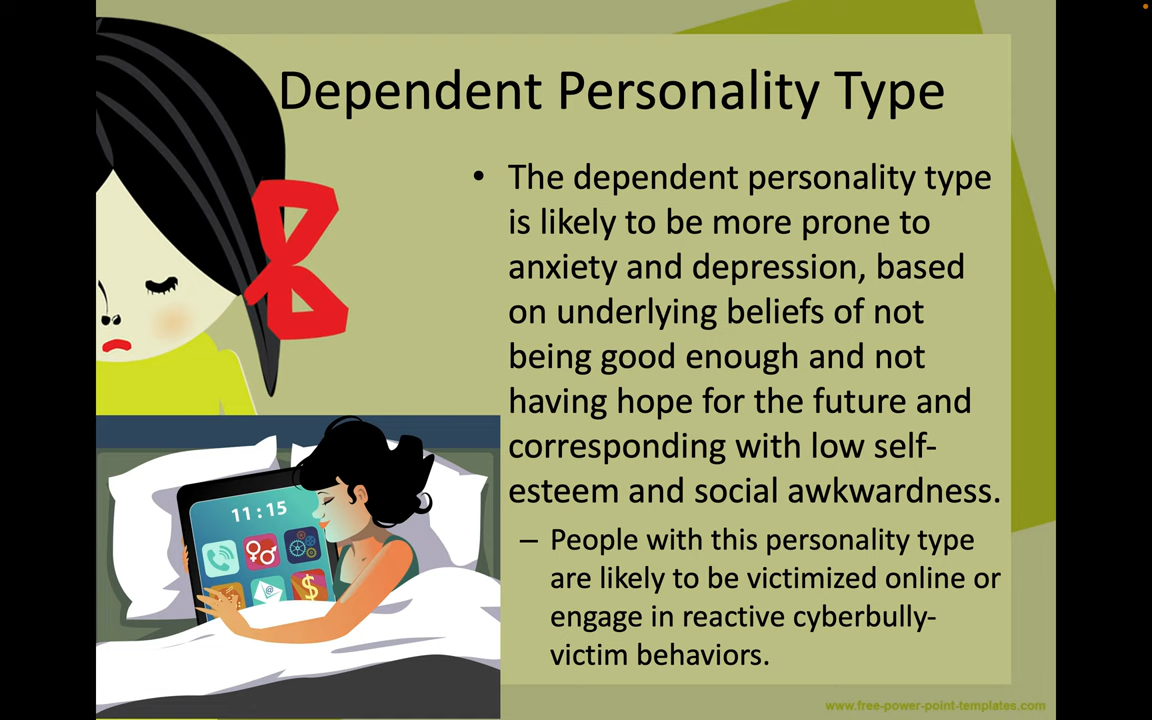 Dependent Personality Type
• The dependent personality type
is likely to be more prone to
anxiety and depression, based
on underlying beliefs of not
being good enough and not
having hope for the future and
corresponding with low self-
esteem and social awkwardness.
– People with this personality type
are likely to be victimized online or
engage in reactive cyberbully-
victim behaviors.
11:15
$
www.free-power-point-templates.com